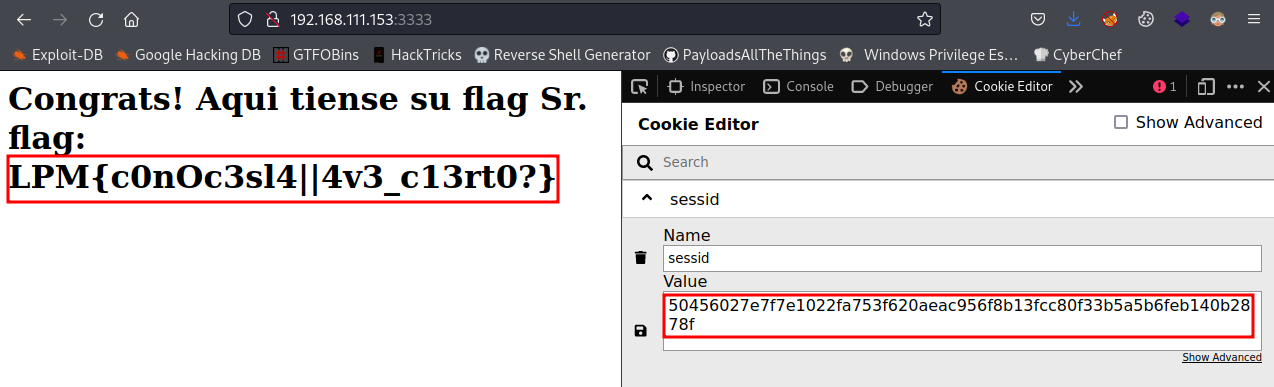 192.168.111.153:3333
Exploit-DB Google Hacking DB GTFOBins HackTricks Reverse Shell Generator PayloadsAllTheThings Windows Privilege Es… CyberChef
Congrats! Aqui tiense su flag Sr.
flag:
LPM{c0nOc3sl4||4v3_c13rt0?}
Inspector Console Debugger Cookie Editor 1
Cookie Editor Show Advanced
Search
sessid
Name
sessid
Value
50456027e7f7e1022fa753f620aeac956f8b13fcc80f33b5a5b6feb140b28
78f
Show Advanced